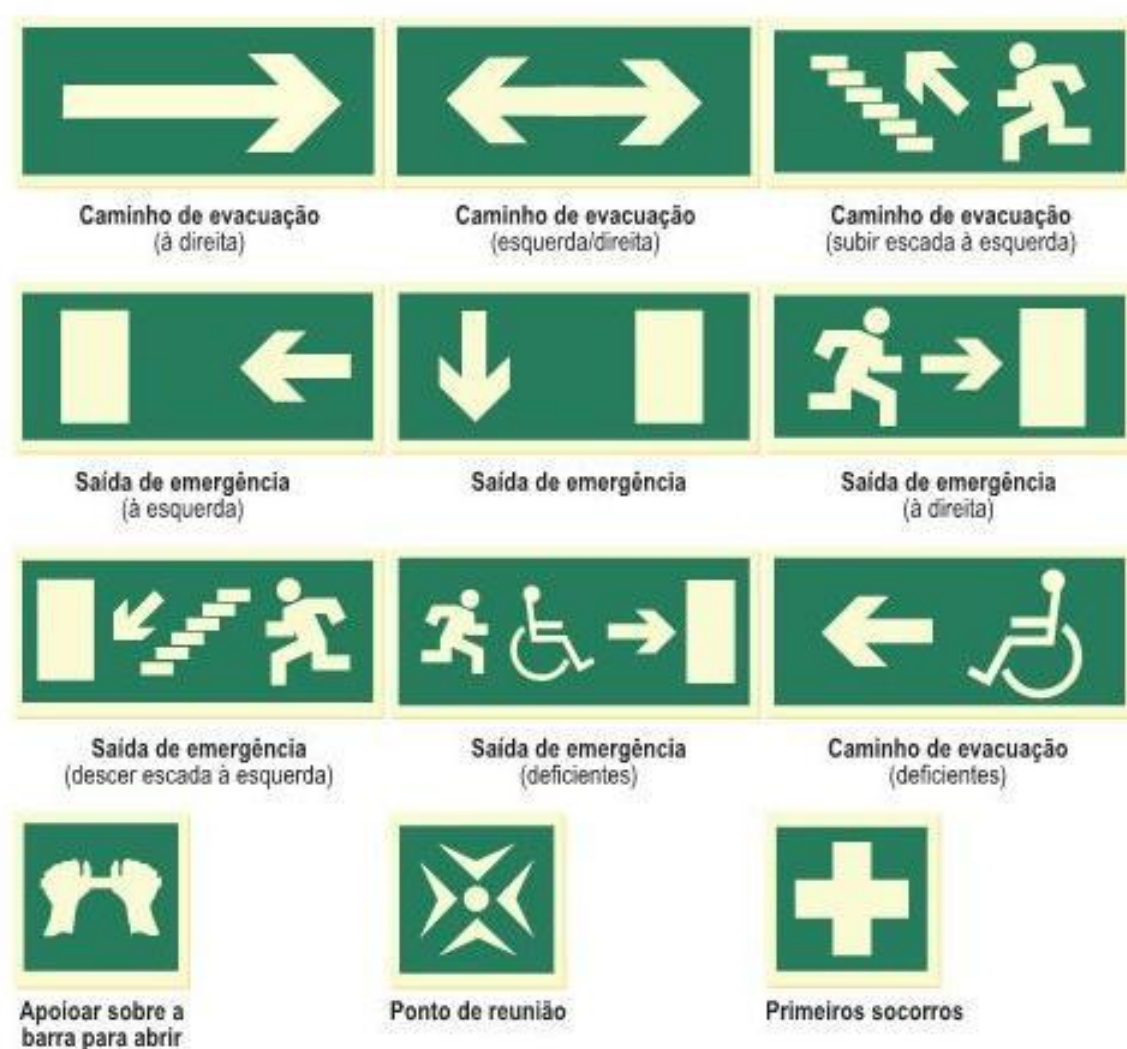 Caminho de evacuação
(à direita)
Caminho de evacuação
(esquerda/direita)
Caminho de evacuação
(subir escada à esquerda)
Saída de emergência
(à esquerda)
Saída de emergência
Saída de emergência
(à direita)
Saída de emergência
(descer escada à esquerda)
Saída de emergência
(deficientes)
Caminho de evacuação
(deficientes)
Apoioar sobre a
barra para abrir
Ponto de reunião
Primeiros socorros